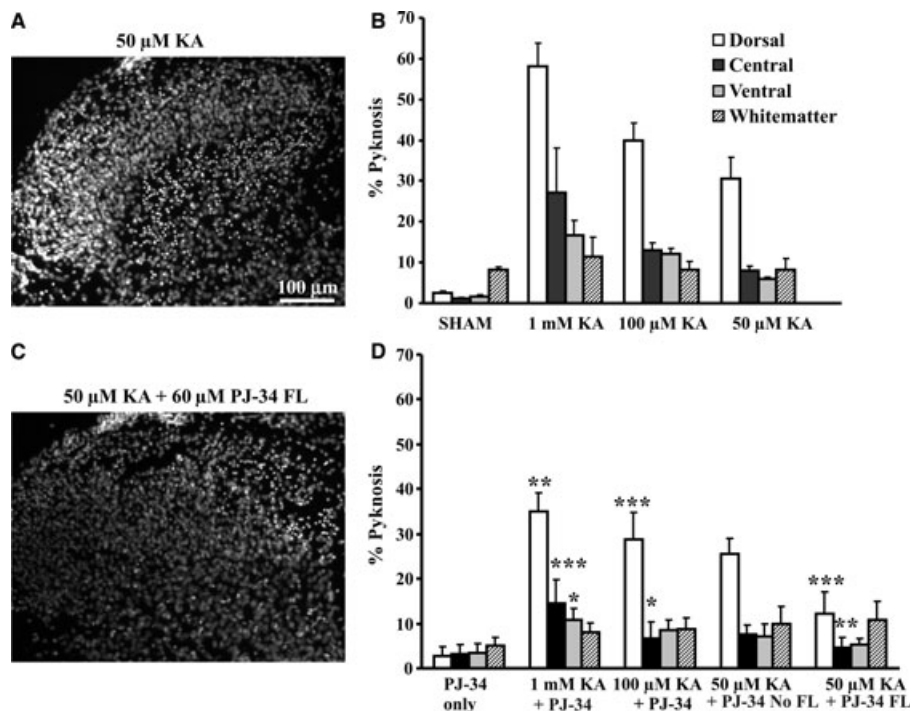 A
50 µM KA
100 µm
B
% Pyknosis
70
60
50
40
30
20
10
0
Dorsal
Central
Ventral
Whitematter
SHAM
1 mM KA
100 µM KA
50 µM KA
C
50 µM KA + 60 µM PJ-34 FL
D
% Pyknosis
70
60
50
40
30
20
10
0
**
***
*
***
*
***
**
PJ-34 only
1 mM KA + PJ-34
100 µM KA + PJ-34
50 µM KA + PJ-34 No FL
50 µM KA + PJ-34 FL